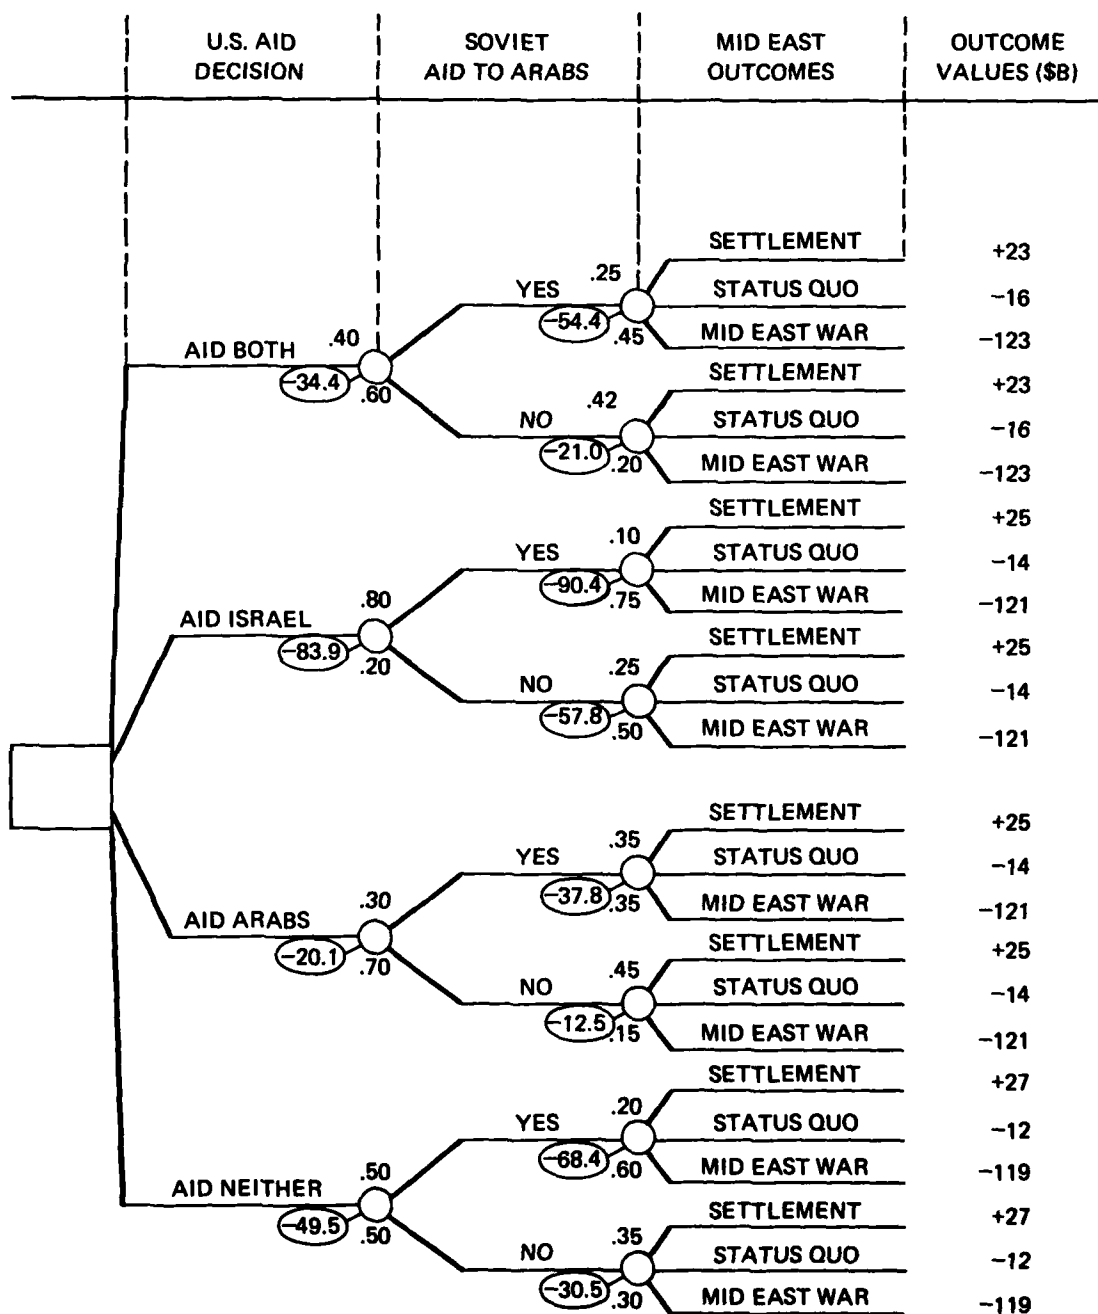 U.S. AID DECISION
SOVIET AID TO ARABS
MID EAST OUTCOMES
OUTCOME VALUES ($B)
AID BOTH
−34.4
.40
.60
YES
−54.4
.25
.45
SETTLEMENT +23
STATUS QUO −16
MID EAST WAR −123
NO
−21.0
.42
.20
SETTLEMENT +23
STATUS QUO −16
MID EAST WAR −123
AID ISRAEL
−83.9
.80
.20
YES
−90.4
.10
.75
SETTLEMENT +25
STATUS QUO −14
MID EAST WAR −121
NO
−57.8
.25
.50
SETTLEMENT +25
STATUS QUO −14
MID EAST WAR −121
AID ARABS
−20.1
.30
.70
YES
−37.8
.35
.35
SETTLEMENT +25
STATUS QUO −14
MID EAST WAR −121
NO
−12.5
.45
.15
SETTLEMENT +25
STATUS QUO −14
MID EAST WAR −121
AID NEITHER
−49.5
.50
.50
YES
−68.4
.20
.60
SETTLEMENT +27
STATUS QUO −12
MID EAST WAR −119
NO
−30.5
.35
.30
SETTLEMENT +27
STATUS QUO −12
MID EAST WAR −119